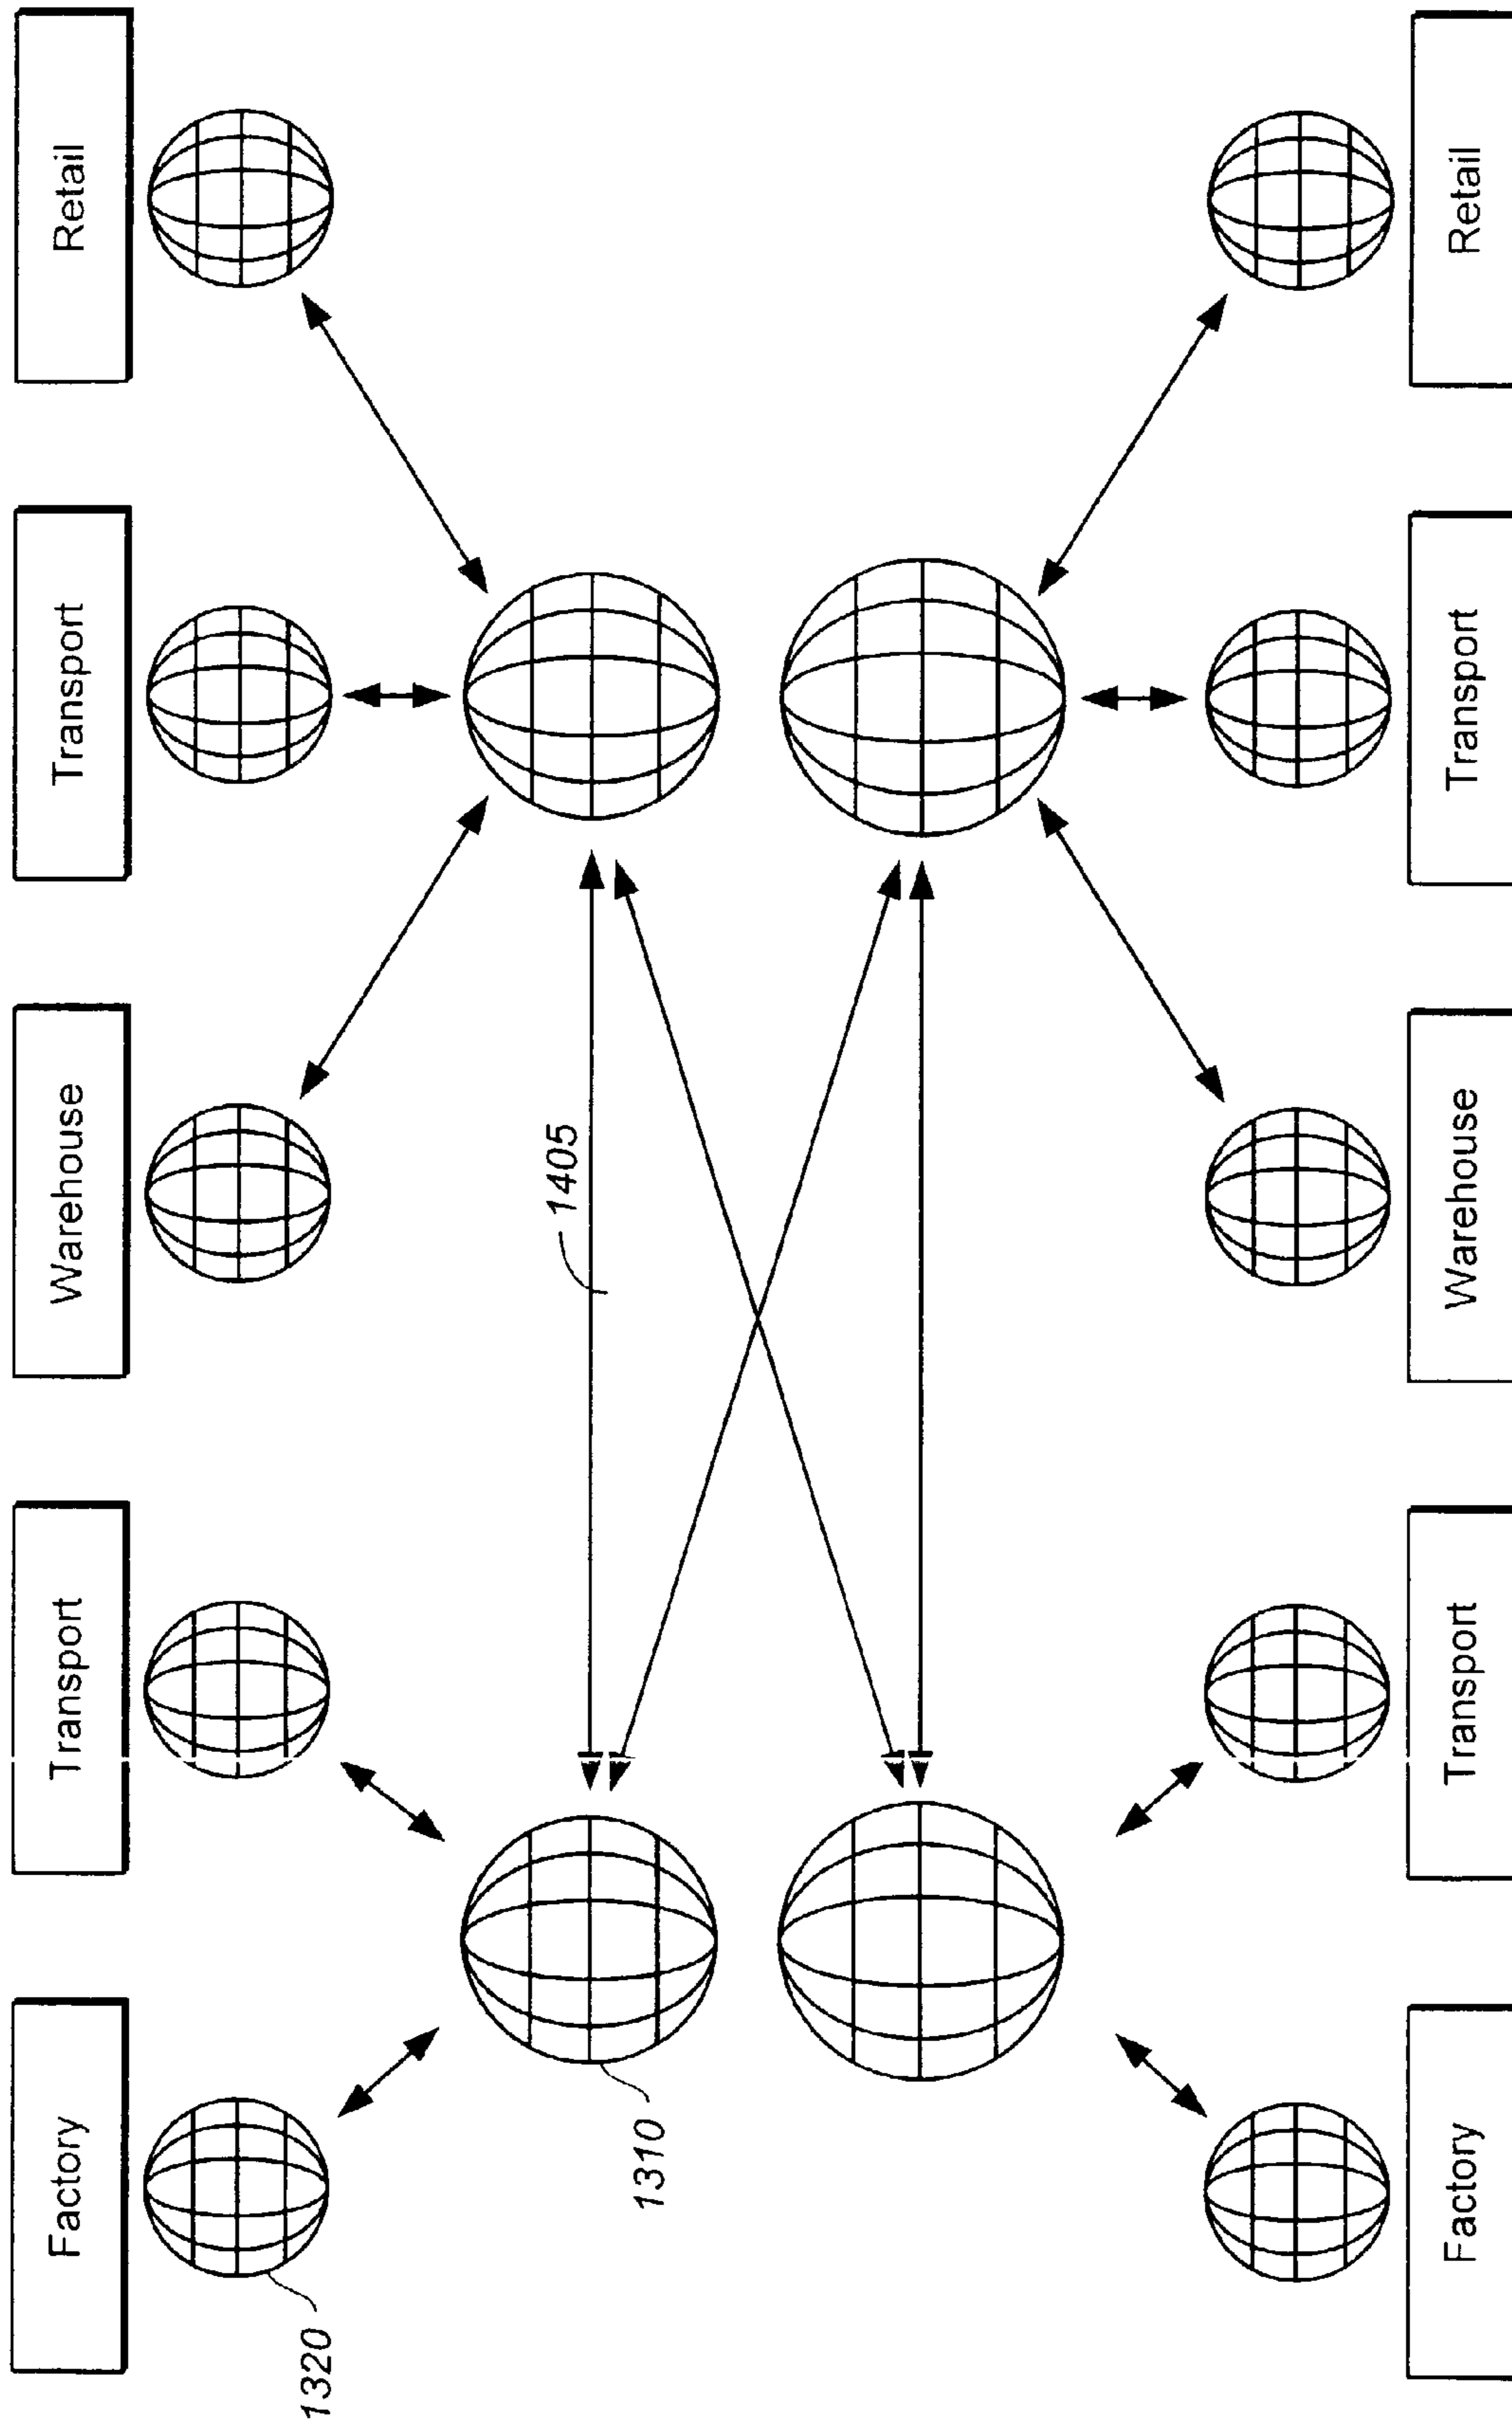 Factory
Transport
Warehouse
Transport
Retail
1320
1405
1310
Factory
Transport
Warehouse
Transport
Retail